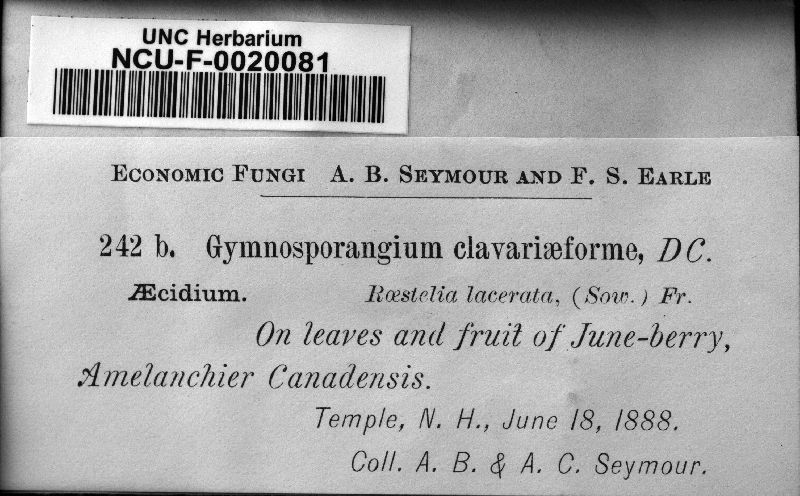 UNC Herbarium
NCU-F-0020081
Economic Fungi A. B. Seymour and F. S. Earle
242 b. Gymnosporangium clavariæforme, DC.
Æcidium. Rœstelia lacerata, (Sow.) Fr.
On leaves and fruit of June-berry,
Amelanchier Canadensis.
Temple, N. H., June 18, 1888.
Coll. A. B. & A. C. Seymour.